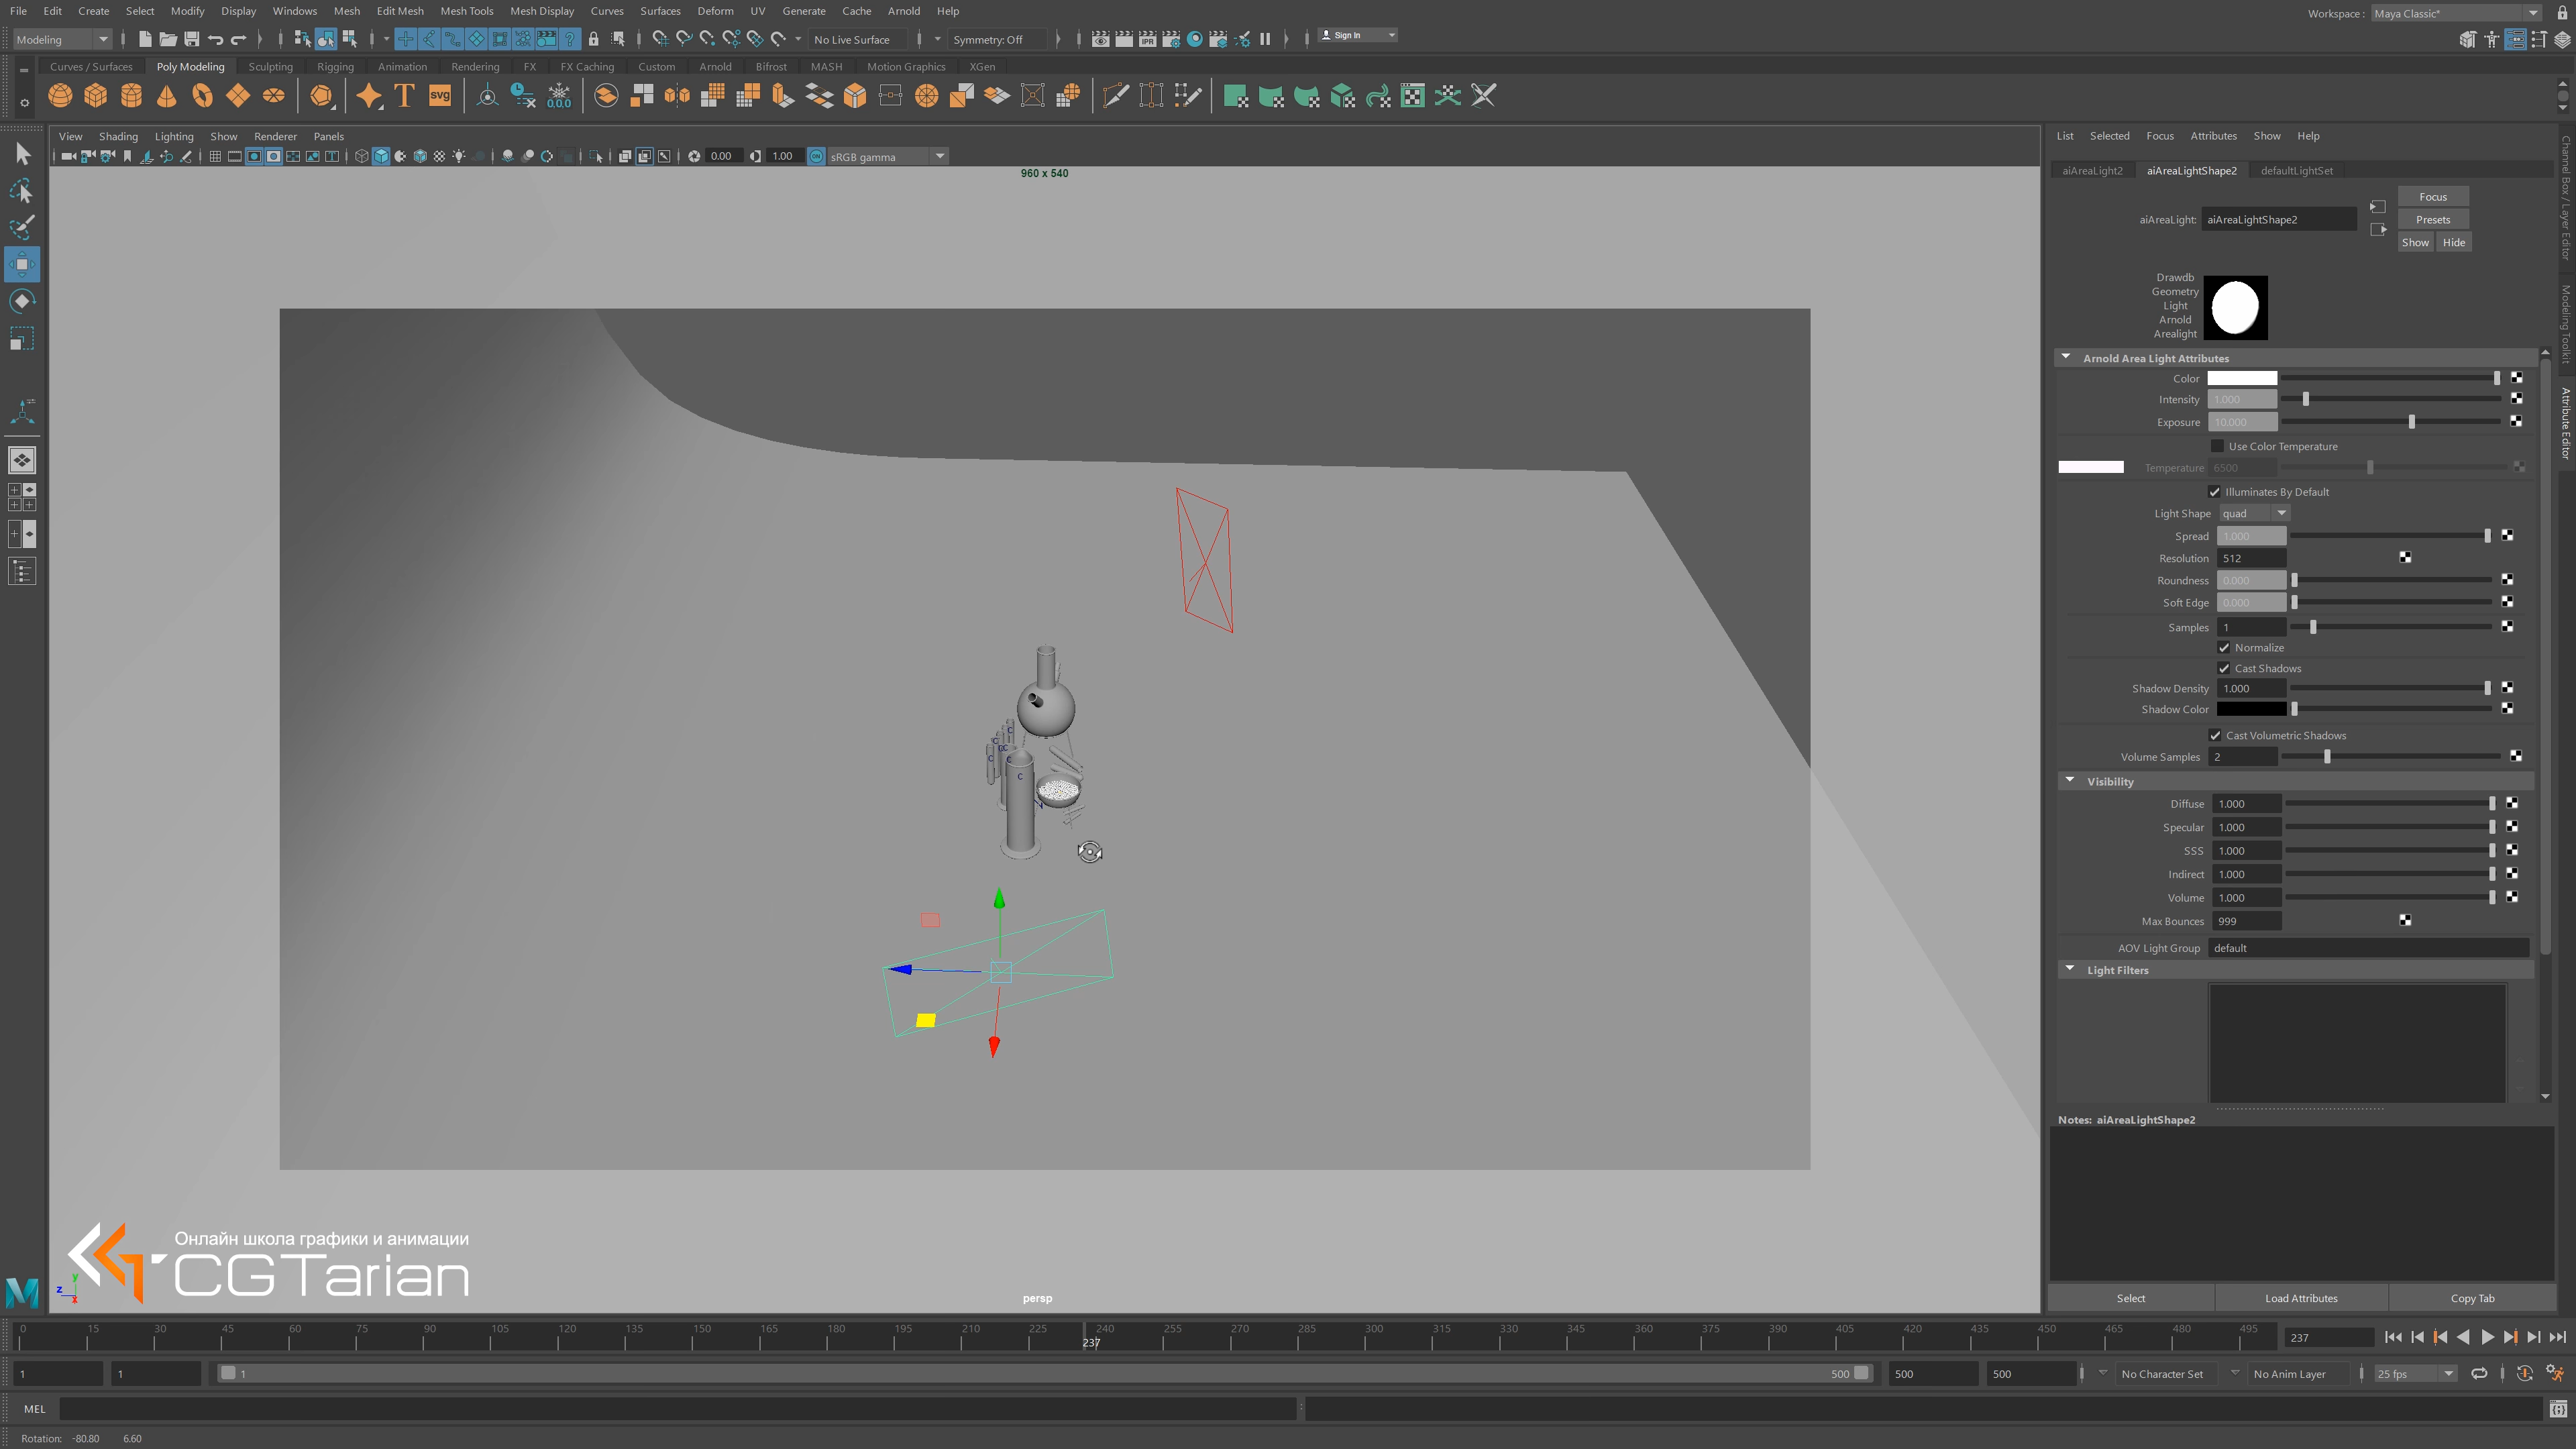 File Edit Create Select Modify Display Windows Mesh Edit Mesh Mesh Tools Mesh Display Curves Surfaces Deform UV Generate Cache Arnold Help
Workspace : Maya Classic*
Modeling No Live Surface Symmetry: Off Sign In
Curves / Surfaces Poly Modeling Sculpting Rigging Animation Rendering FX FX Caching Custom Arnold Bifrost MASH Motion Graphics XGen
View Shading Lighting Show Renderer Panels
0.00 1.00 sRGB gamma
960 x 540
List Selected Focus Attributes Show Help
aiAreaLight2 aiAreaLightShape2 defaultLightSet
Focus
aiAreaLight: aiAreaLightShape2 Presets
Show Hide
Drawdb
Geometry
Light
Arnold
Arealight
Arnold Area Light Attributes
Color
Intensity 1.000
Exposure 10.000
Use Color Temperature
Temperature 6500
Illuminates By Default
Light Shape quad
Spread 1.000
Resolution 512
Roundness 0.000
Soft Edge 0.000
Samples 1
Normalize
Cast Shadows
Shadow Density 1.000
Shadow Color
Cast Volumetric Shadows
Volume Samples 2
Visibility
Diffuse 1.000
Specular 1.000
SSS 1.000
Indirect 1.000
Volume 1.000
Max Bounces 999
AOV Light Group default
Light Filters
Notes: aiAreaLightShape2
Select Load Attributes Copy Tab
Channel Box / Layer Editor
Modeling Toolkit
Attribute Editor
Онлайн школа графики и анимации
CGTarian
persp
0 15 30 45 60 75 90 105 120 135 150 165 180 195 210 225 240 255 270 285 300 315 330 345 360 375 390 405 420 435 450 465 480 495
237 237
1 1 1 500 500 500 No Character Set No Anim Layer 25 fps
MEL
Rotation: -80.80 6.60